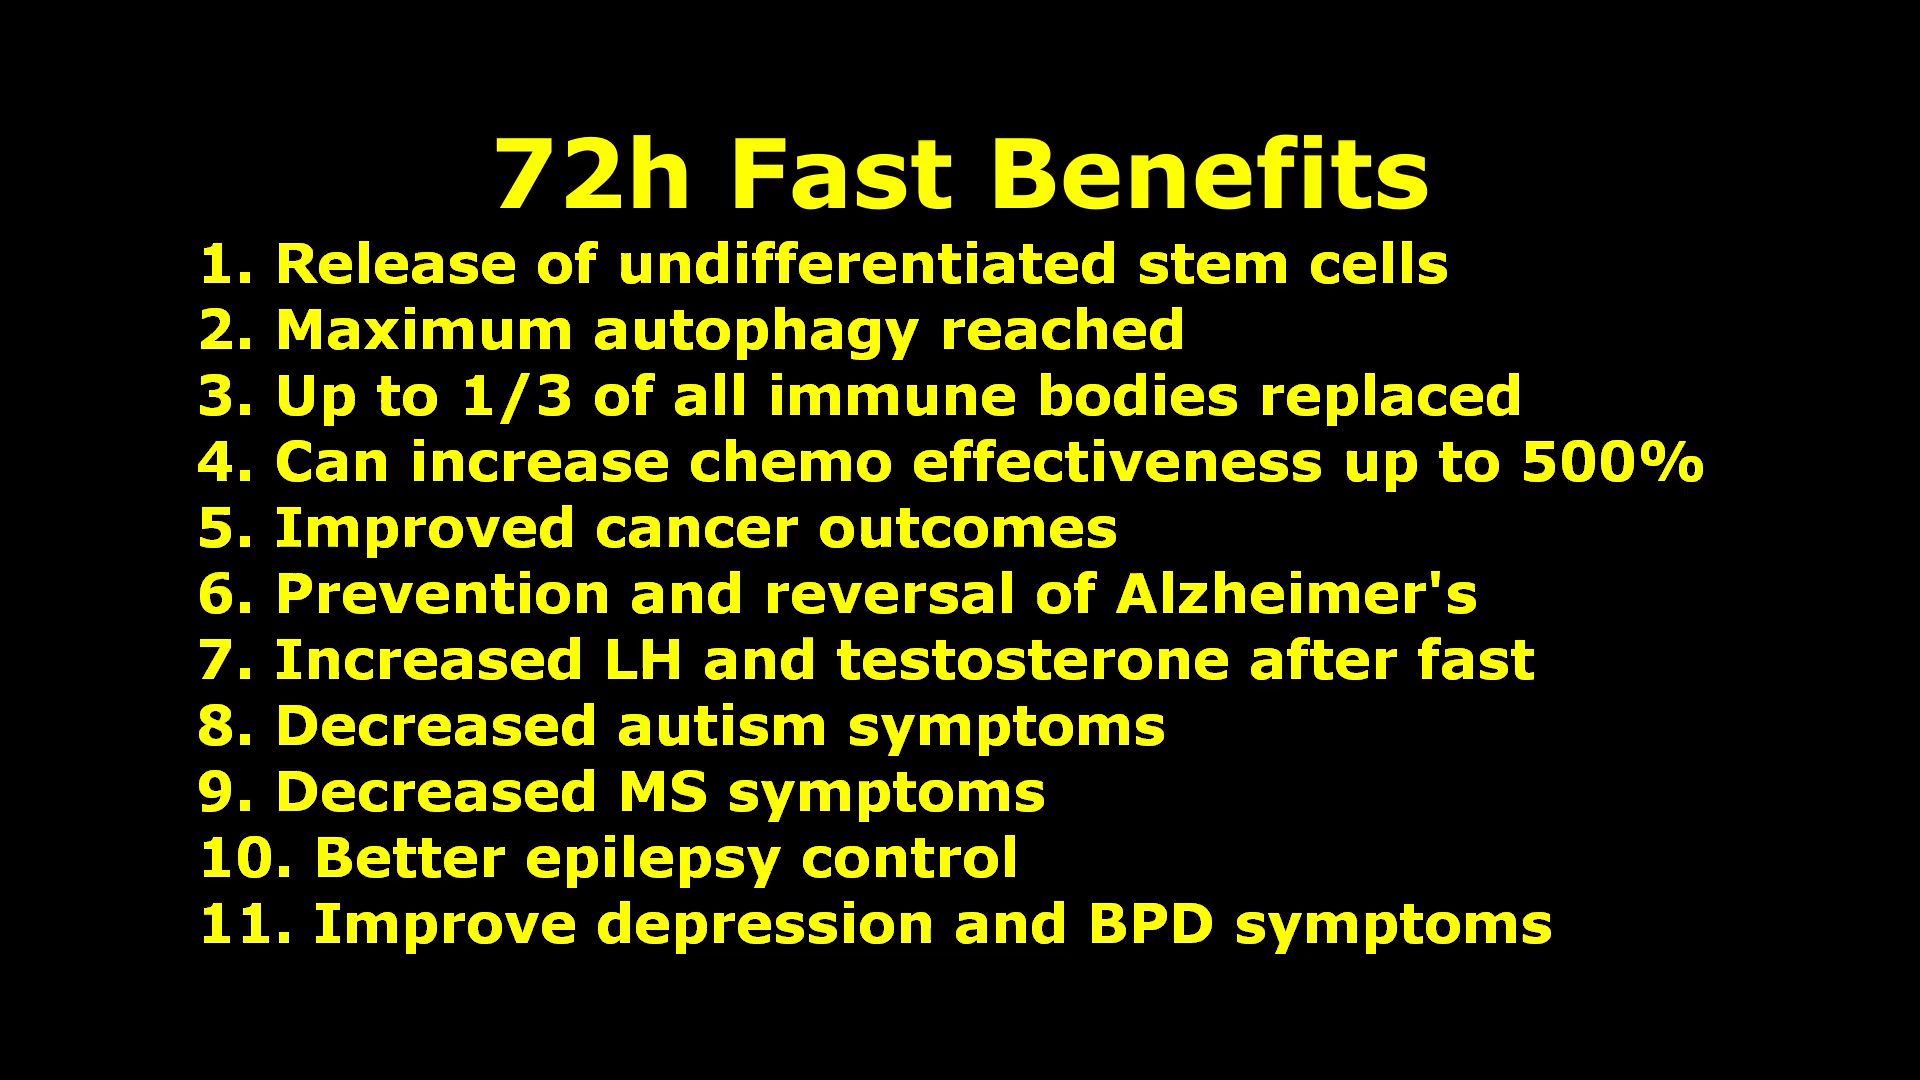 72h Fast Benefits
1. Release of undifferentiated stem cells
2. Maximum autophagy reached
3. Up to 1/3 of all immune bodies replaced
4. Can increase chemo effectiveness up to 500%
5. Improved cancer outcomes
6. Prevention and reversal of Alzheimer's
7. Increased LH and testosterone after fast
8. Decreased autism symptoms
9. Decreased MS symptoms
10. Better epilepsy control
11. Improve depression and BPD symptoms